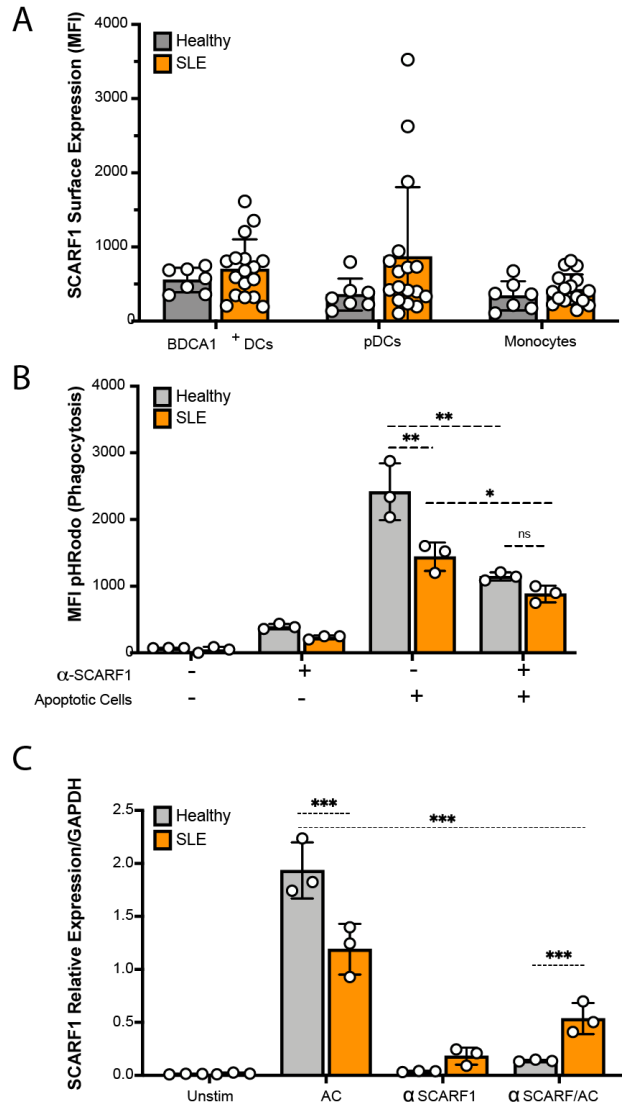 A
SCARF1 Surface Expression (MFI)
4000
3000
2000
1000
0
Healthy
SLE
BDCA1 + DCs
pDCs
Monocytes
B
MFI pHRodo (Phagocytosis)
4000
3000
2000
1000
0
Healthy
SLE
**
**
*
ns
α-SCARF1 - + - +
Apoptotic Cells - - + +
C
SCARF1 Relative Expression/GAPDH
2.5
2.0
1.5
1.0
0.5
0.0
Healthy
SLE
***
***
***
Unstim
AC
α SCARF1
α SCARF/AC